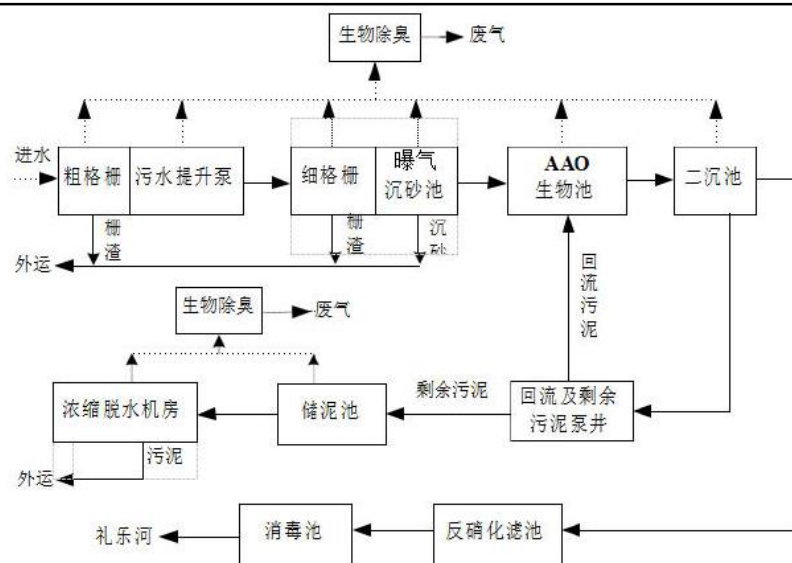 生物除臭
废气
进水
粗格栅
污水提升泵
细格栅
曝气
沉砂池
AAO
生物池
二沉池
栅
渣
栅
渣
沉
砂
外运
回
流
污
泥
生物除臭
废气
浓缩脱水机房
储泥池
剩余污泥
回流及剩余
污泥泵井
污泥
外运
礼乐河
消毒池
反硝化滤池